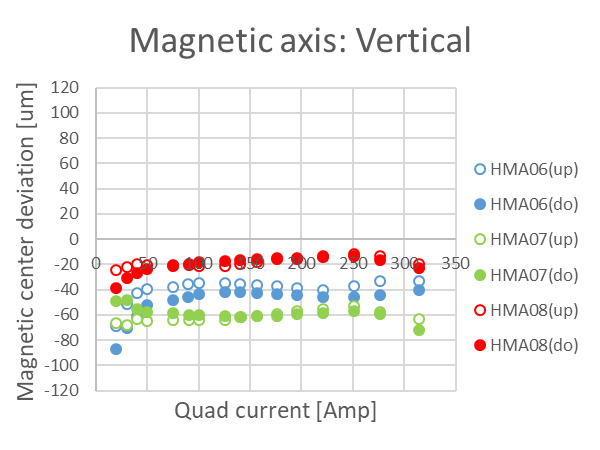 Magnetic axis: Vertical
Magnetic center deviation [um]
120
100
80
60
40
20
0
-20
-40
-60
-80
-100
-120
0 50 100 150 200 250 300 350
Quad current [Amp]
HMA06(up)
HMA06(do)
HMA07(up)
HMA07(do)
HMA08(up)
HMA08(do)